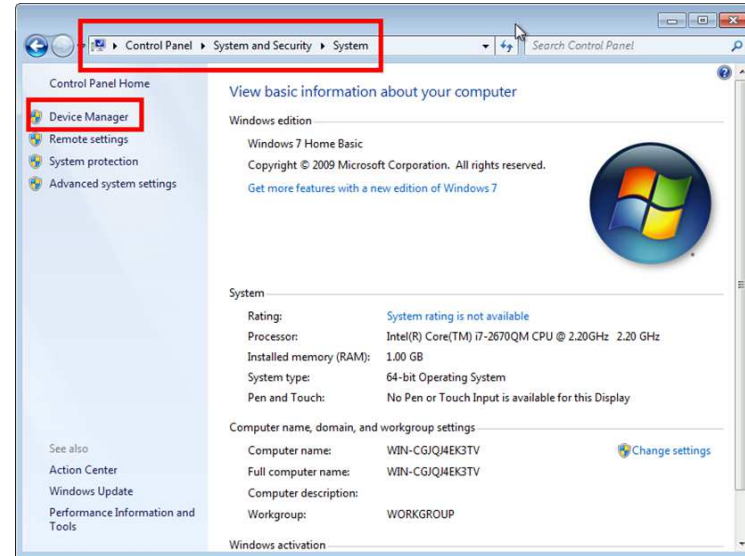 Control Panel ▸ System and Security ▸ System
Search Control Panel
Control Panel Home
Device Manager
Remote settings
System protection
Advanced system settings
See also
Action Center
Windows Update
Performance Information and
Tools
View basic information about your computer
Windows edition
Windows 7 Home Basic
Copyright © 2009 Microsoft Corporation. All rights reserved.
Get more features with a new edition of Windows 7
System
Rating: System rating is not available
Processor: Intel(R) Core(TM) i7-2670QM CPU @ 2.20GHz 2.20 GHz
Installed memory (RAM): 1.00 GB
System type: 64-bit Operating System
Pen and Touch: No Pen or Touch Input is available for this Display
Computer name, domain, and workgroup settings
Computer name: WIN-CGJQJ4EK3TV Change settings
Full computer name: WIN-CGJQJ4EK3TV
Computer description:
Workgroup: WORKGROUP
Windows activation